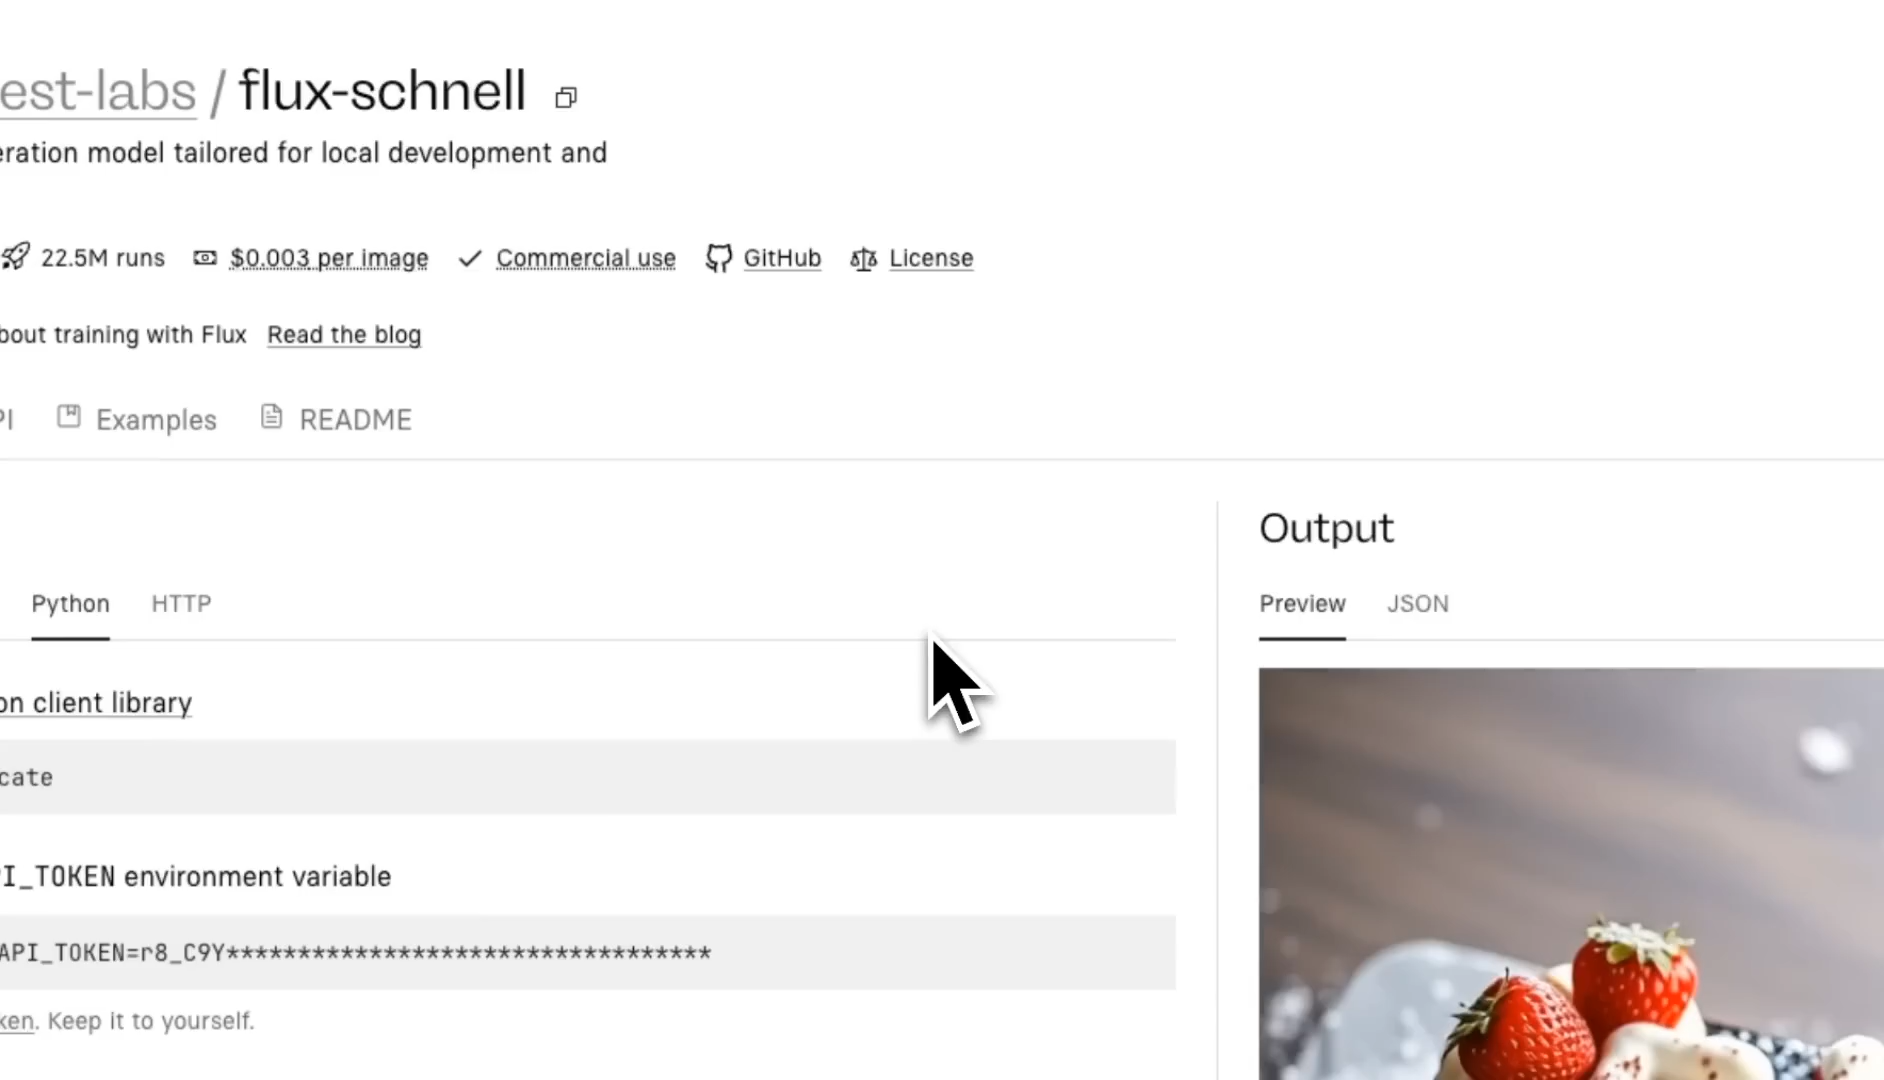 est-labs / flux-schnell
eration model tailored for local development and
22.5M runs $0.003 per image Commercial use GitHub License
bout training with Flux Read the blog
PI Examples README
Output
Python HTTP
Preview JSON
on client library
cate
PI_TOKEN environment variable
API_TOKEN=r8_C9Y**********************************
ken. Keep it to yourself.